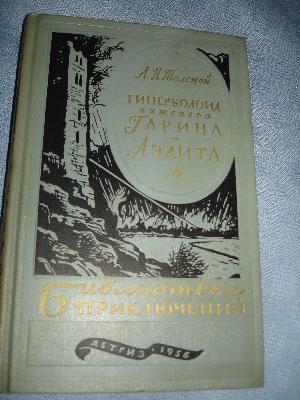 А.Н.Толстой
ГИПЕРБОЛОИД
инженера
ГАРИНА
АЭЛИТА
Библиотека
приключений
ДЕТГИЗ-1956